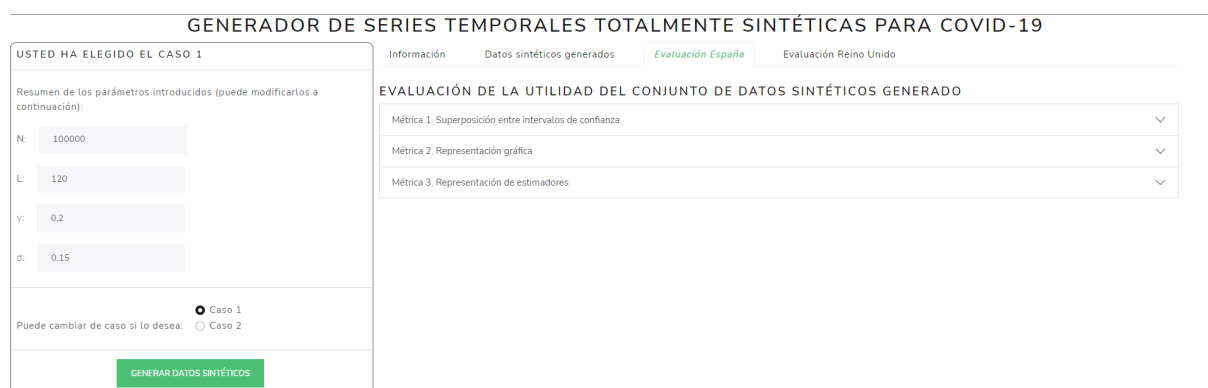 GENERADOR DE SERIES TEMPORALES TOTALMENTE SINTÉTICAS PARA COVID-19
USTED HA ELEGIDO EL CASO 1
Resumen de los parámetros introducidos (puede modificarlos a
continuación):
N: 100000
L: 120
γ: 0,2
σ: 0,15
Puede cambiar de caso si lo desea:
Caso 1
Caso 2
GENERAR DATOS SINTÉTICOS
Información Datos sintéticos generados Evaluación España Evaluación Reino Unido
EVALUACIÓN DE LA UTILIDAD DEL CONJUNTO DE DATOS SINTÉTICOS GENERADO
Métrica 1. Superposición entre intervalos de confianza
Métrica 2. Representación gráfica
Métrica 3. Representación de estimadores